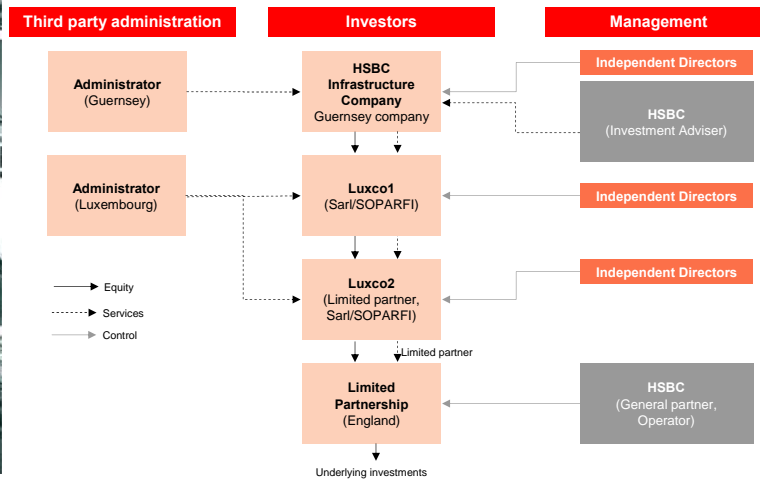 Third party administration
Investors
Management
Administrator
(Guernsey)
HSBC
Infrastructure
Company
Guernsey company
Independent Directors
HSBC
(Investment Adviser)
Administrator
(Luxembourg)
Luxco1
(Sarl/SOPARFI)
Independent Directors
Luxco2
(Limited partner,
Sarl/SOPARFI)
Independent Directors
Equity
Services
Control
Limited partner
Limited
Partnership
(England)
HSBC
(General partner,
Operator)
Underlying investments